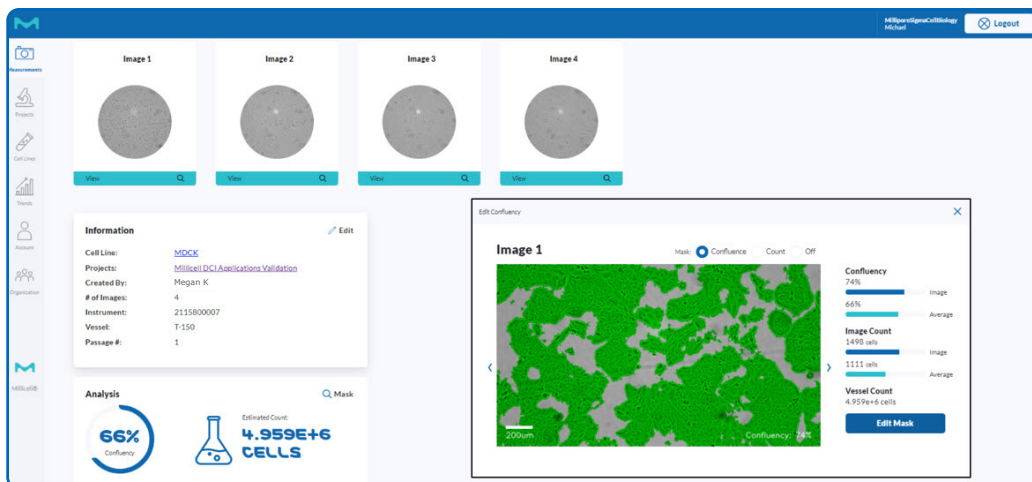 MilliporeSigmaCellBiology
Michael
Logout
Measurements
Projects
Cell Lines
Trends
Account
Organisation
Millicell®
Image 1
Image 2
Image 3
Image 4
View
View
View
View
Information
Edit
Cell Line: MDCK
Projects: Millicell DCI Applications Validation
Created By: Megan K
# of Images: 4
Instrument: 2115800007
Vessel: T-150
Passage #: 1
Analysis
Mask
66%
Confluency
Estimated Count:
4.959E+6
CELLS
Edit Confluency
Image 1
Mask: Confluence Count Off
200um
Confluency: 74%
Confluency
74%
Image
66%
Average
Image Count
1498 cells
Image
1111 cells
Average
Vessel Count
4.959e+6 cells
Edit Mask